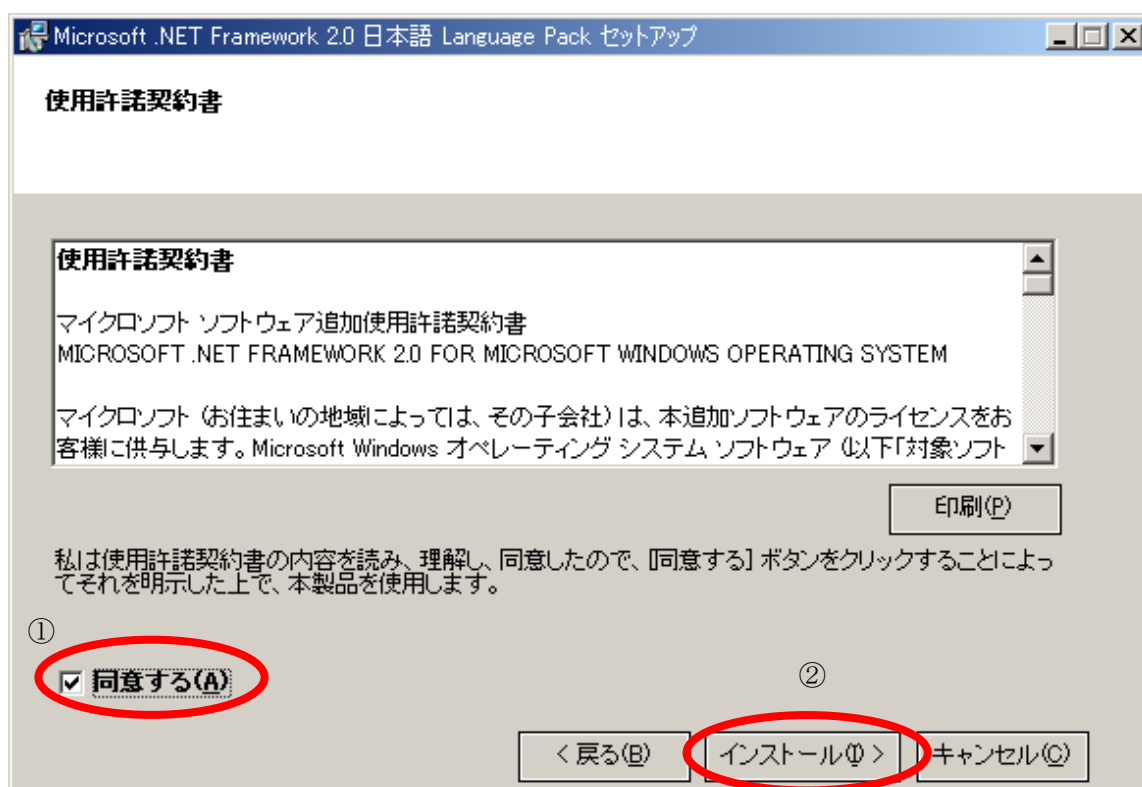 Microsoft .NET Framework 2.0 日本語 Language Pack セットアップ
使用許諾契約書
使用許諾契約書
マイクロソフト ソフトウェア追加使用許諾契約書
MICROSOFT .NET FRAMEWORK 2.0 FOR MICROSOFT WINDOWS OPERATING SYSTEM
マイクロソフト (お住まいの地域によっては、その子会社) は、本追加ソフトウェアのライセンスをお
客様に供与します。Microsoft Windows オペレーティング システム ソフトウェア (以下「対象ソフト
印刷(P)
私は使用許諾契約書の内容を読み、理解し、同意したので、[同意する] ボタンをクリックすることによっ
てそれを明示した上で、本製品を使用します。
①
同意する(A)
②
< 戻る(B)
インストール(I) >
キャンセル(C)